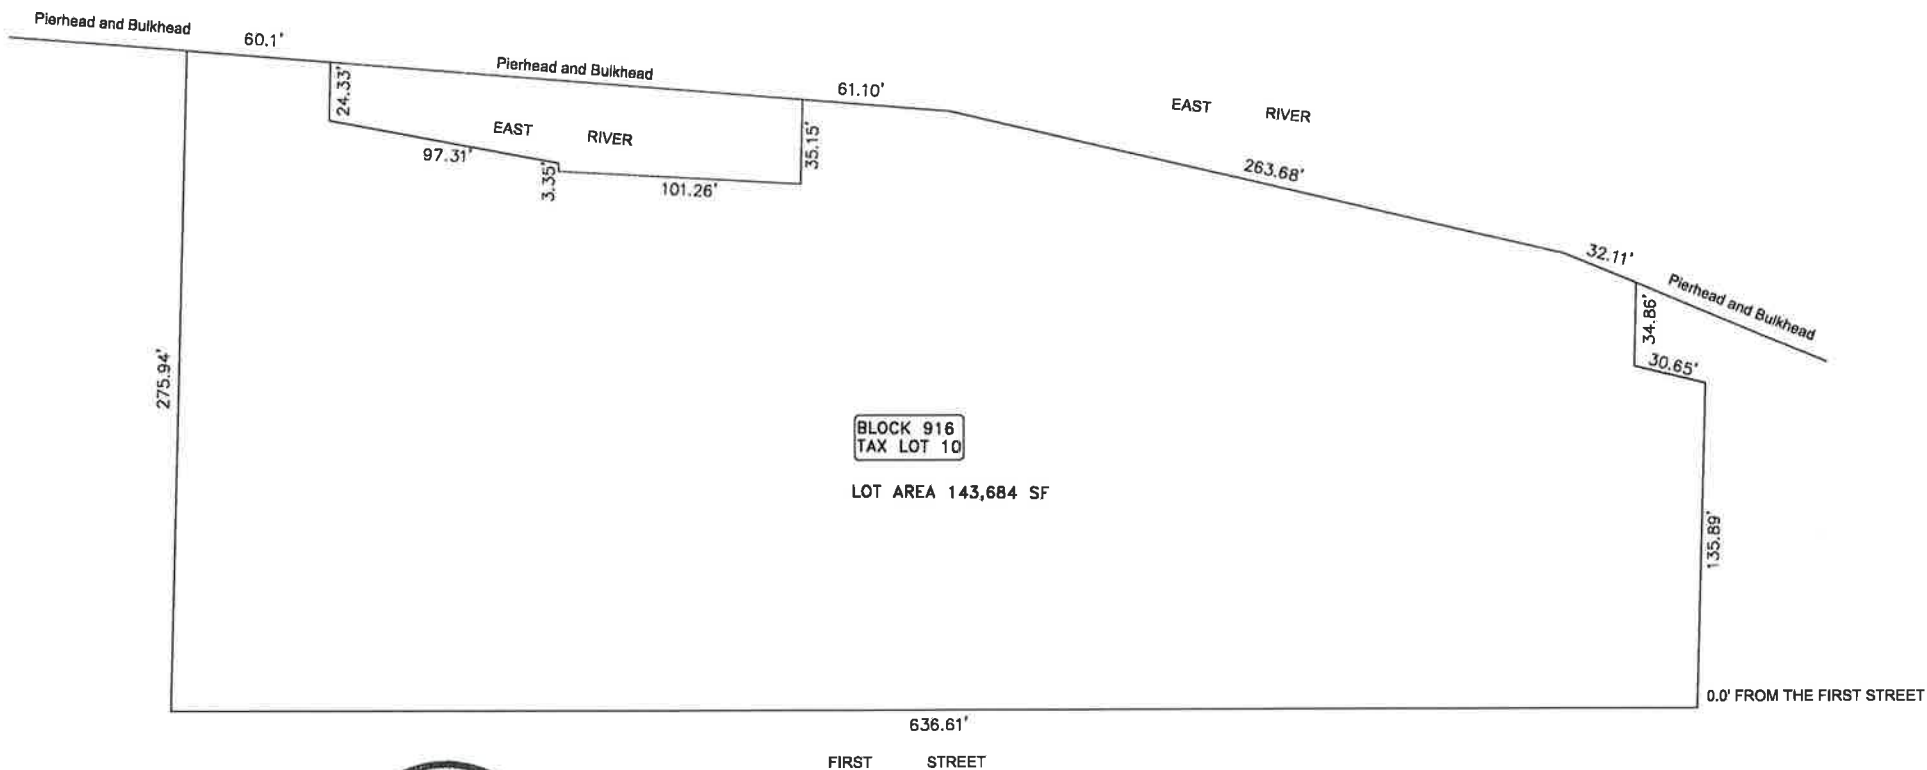 Pierhead and Bulkhead
60.1'
Pierhead and Bulkhead
61.10'
EAST RIVER
24.33'
EAST RIVER
35.15'
97.31'
3.35'
101.26'
263.68'
32.11'
Pierhead and Bulkhead
34.86'
30.65'
275.94'
BLOCK 916
TAX LOT 10
LOT AREA 143,684 SF
135.89'
0.0' FROM THE FIRST STREET
636.61'
FIRST STREET